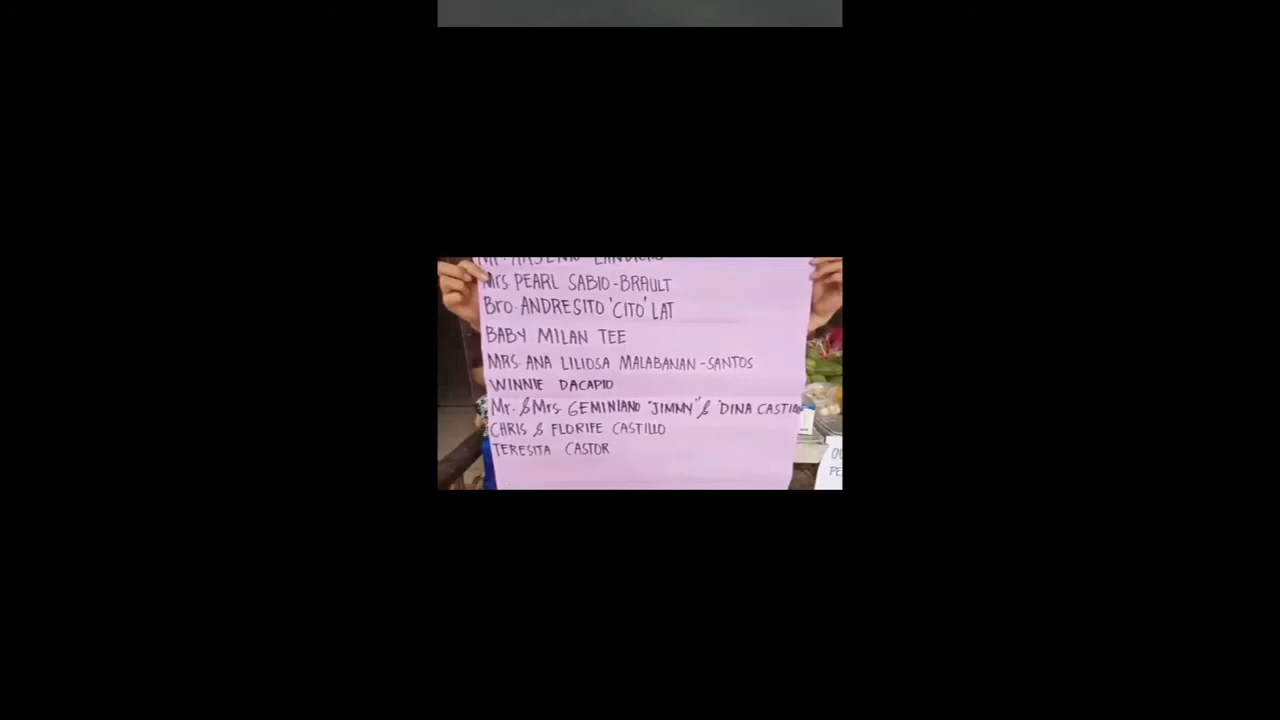 Mrs PEARL SABIO-BRAULT
Bro. ANDRESITO 'CITO' LAT
BABY MILAN TEE
MRS. ANA LILIOSA MALABANAN-SANTOS
WINNIE DACAPIO
Mr. & Mrs. GEMINIANO "JIMMY" & DINA
CHRIS & FLORIFE CASTILLO
TERESITA CASTOR